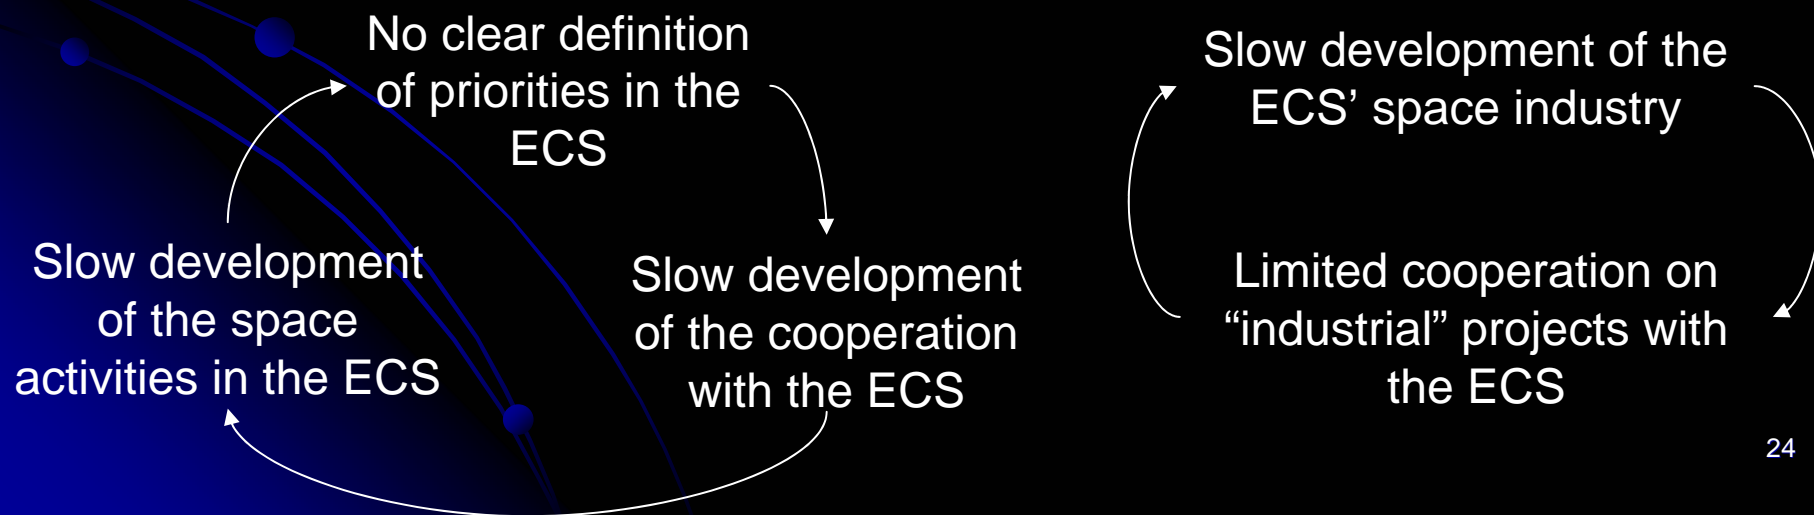 No clear definition
of priorities in the
ECS
Slow development
of the space
activities in the ECS
Slow development
of the cooperation
with the ECS
Slow development of the
ECS’ space industry
Limited cooperation on
“industrial” projects with
the ECS
24